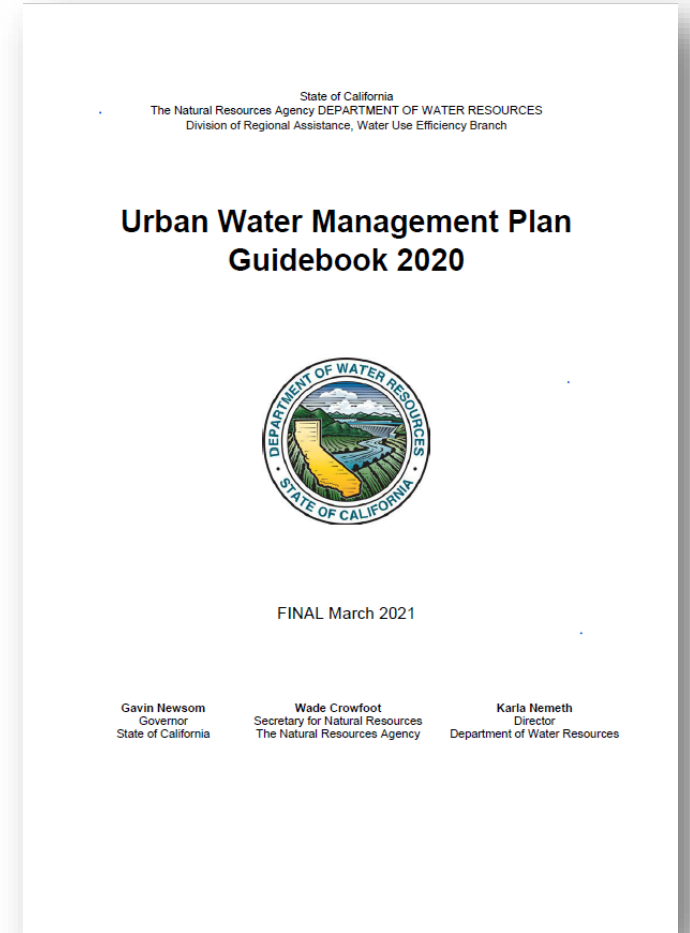 State of California
The Natural Resources Agency DEPARTMENT OF WATER RESOURCES
Division of Regional Assistance, Water Use Efficiency Branch
Urban Water Management Plan
Guidebook 2020
DEPARTMENT OF WATER RESOURCES
STATE OF CALIFORNIA
FINAL March 2021
Gavin Newsom
Governor
State of California
Wade Crowfoot
Secretary for Natural Resources
The Natural Resources Agency
Karla Nemeth
Director
Department of Water Resources